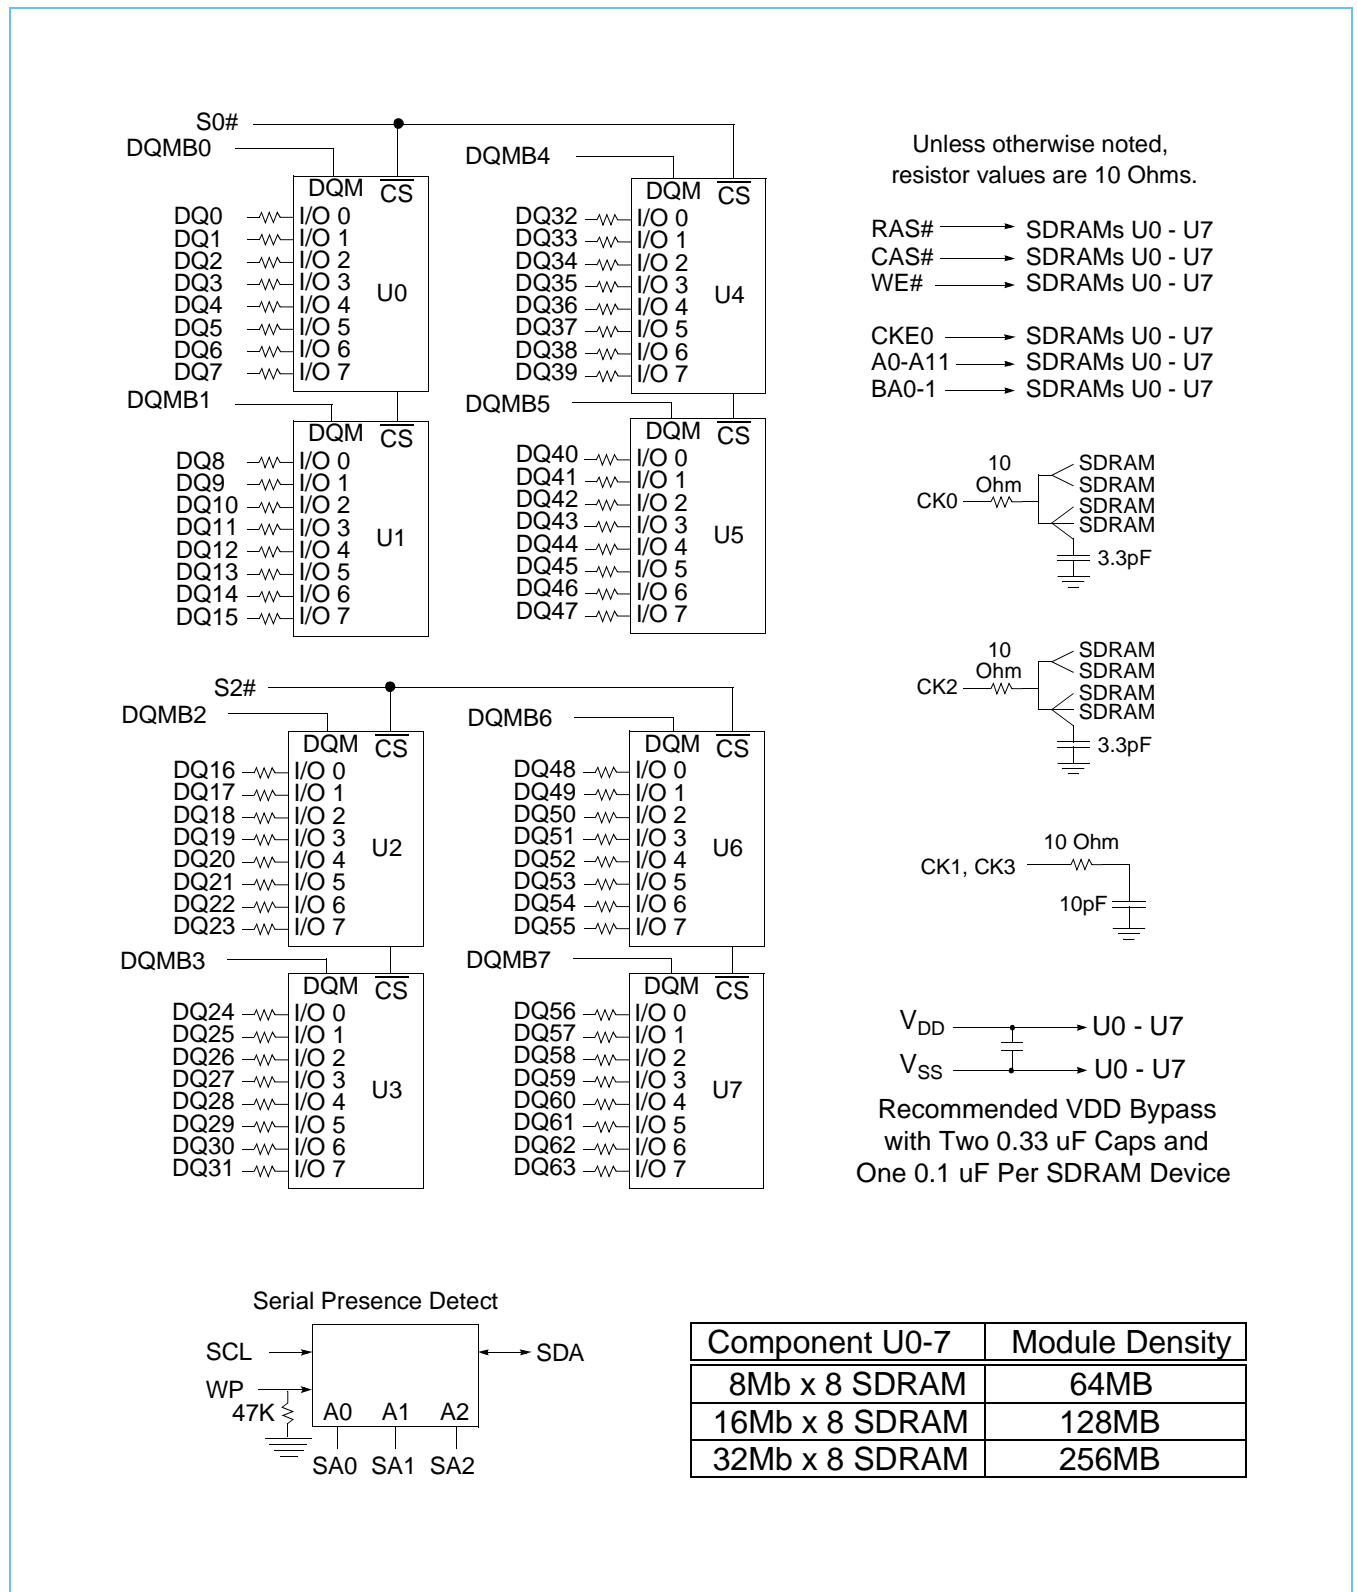 S0#
DQMB0
DQM CS
DQ0 I/O 0
DQ1 I/O 1
DQ2 I/O 2
DQ3 I/O 3
DQ4 I/O 4
DQ5 I/O 5
DQ6 I/O 6
DQ7 I/O 7
U0
DQMB4
DQM CS
DQ32 I/O 0
DQ33 I/O 1
DQ34 I/O 2
DQ35 I/O 3
DQ36 I/O 4
DQ37 I/O 5
DQ38 I/O 6
DQ39 I/O 7
U4
DQMB1
DQM CS
DQ8 I/O 0
DQ9 I/O 1
DQ10 I/O 2
DQ11 I/O 3
DQ12 I/O 4
DQ13 I/O 5
DQ14 I/O 6
DQ15 I/O 7
U1
DQMB5
DQM CS
DQ40 I/O 0
DQ41 I/O 1
DQ42 I/O 2
DQ43 I/O 3
DQ44 I/O 4
DQ45 I/O 5
DQ46 I/O 6
DQ47 I/O 7
U5
S2#
DQMB2
DQM CS
DQ16 I/O 0
DQ17 I/O 1
DQ18 I/O 2
DQ19 I/O 3
DQ20 I/O 4
DQ21 I/O 5
DQ22 I/O 6
DQ23 I/O 7
U2
DQMB6
DQM CS
DQ48 I/O 0
DQ49 I/O 1
DQ50 I/O 2
DQ51 I/O 3
DQ52 I/O 4
DQ53 I/O 5
DQ54 I/O 6
DQ55 I/O 7
U6
DQMB3
DQM CS
DQ24 I/O 0
DQ25 I/O 1
DQ26 I/O 2
DQ27 I/O 3
DQ28 I/O 4
DQ29 I/O 5
DQ30 I/O 6
DQ31 I/O 7
U3
DQMB7
DQM CS
DQ56 I/O 0
DQ57 I/O 1
DQ58 I/O 2
DQ59 I/O 3
DQ60 I/O 4
DQ61 I/O 5
DQ62 I/O 6
DQ63 I/O 7
U7
Unless otherwise noted,
resistor values are 10 Ohms.
RAS# SDRAMs U0 - U7
CAS# SDRAMs U0 - U7
WE# SDRAMs U0 - U7
CKE0 SDRAMs U0 - U7
A0-A11 SDRAMs U0 - U7
BA0-1 SDRAMs U0 - U7
10
Ohm
CK0
SDRAM
SDRAM
SDRAM
SDRAM
3.3pF
10
Ohm
CK2
SDRAM
SDRAM
SDRAM
SDRAM
3.3pF
10 Ohm
CK1, CK3
10pF
VDD U0 - U7
VSS U0 - U7
Recommended VDD Bypass
with Two 0.33 uF Caps and
One 0.1 uF Per SDRAM Device
Serial Presence Detect
SCL
SDA
WP
47K
A0 A1 A2
SA0 SA1 SA2
Component U0-7 Module Density
8Mb x 8 SDRAM 64MB
16Mb x 8 SDRAM 128MB
32Mb x 8 SDRAM 256MB